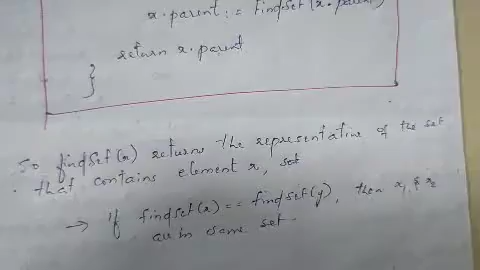 x.parent := findSet(x.parent)
return x.parent
}
So findSet(x) returns the representative of the set
that contains element x, set
→ If findSet(x) == findSet(y), then x, & x2
are in same set.